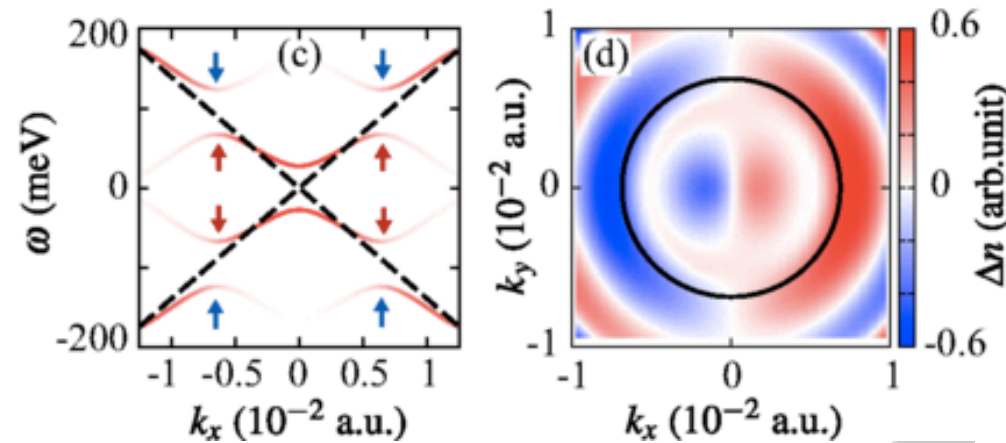 200
0
-200
ω (meV)
(c)
-1 -0.5 0 0.5 1
kx (10⁻² a.u.)
1
0
-1
ky (10⁻² a.u.)
(d)
-1 0 1
kx (10⁻² a.u.)
0.6
0
-0.6
Δn (arb.unit)